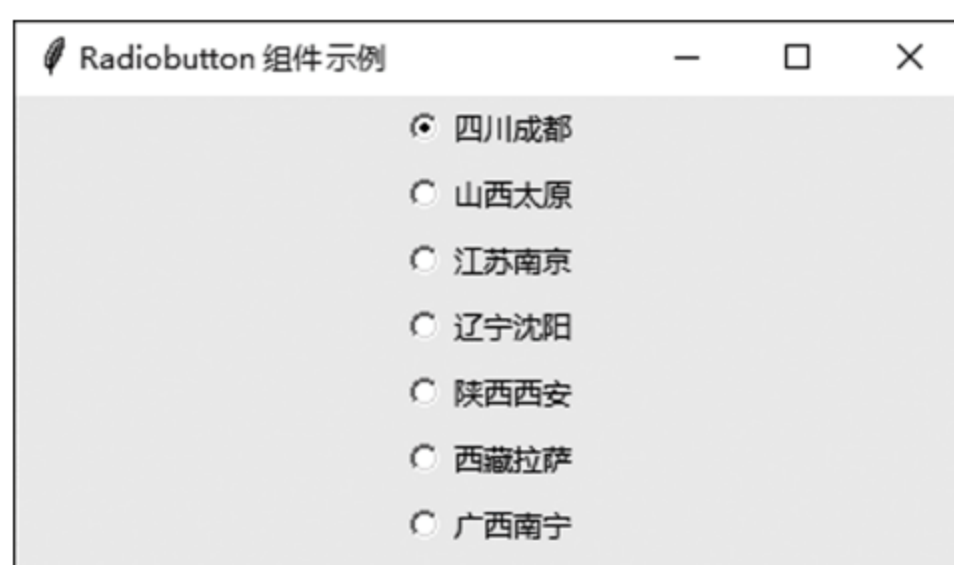 Radiobutton 组件示例
四川成都
山西太原
江苏南京
辽宁沈阳
陕西西安
西藏拉萨
广西南宁